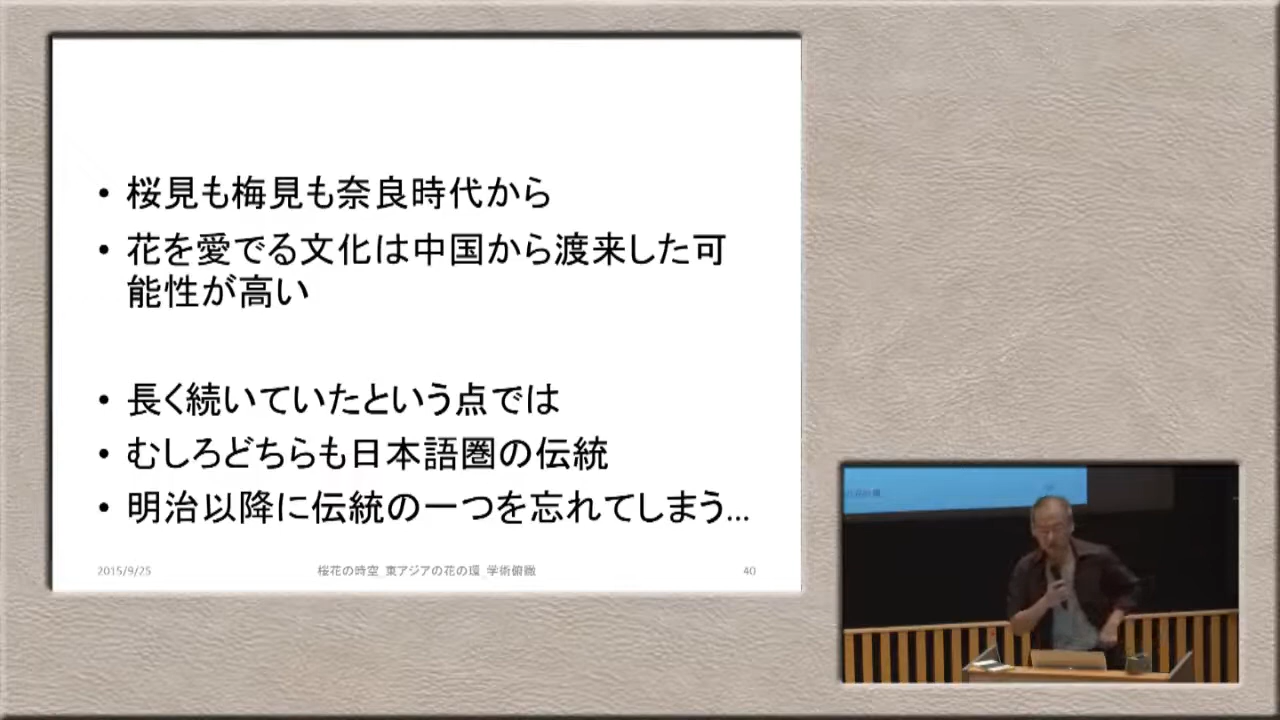 • 桜見も梅見も奈良時代から
• 花を愛でる文化は中国から渡来した可
能性が高い
• 長く続いていたという点では
• むしろどちらも日本語圏の伝統
• 明治以降に伝統の一つを忘れてしまう...
2015/9/25
桜花の時空_東アジアの花の環_学術俯瞰
40